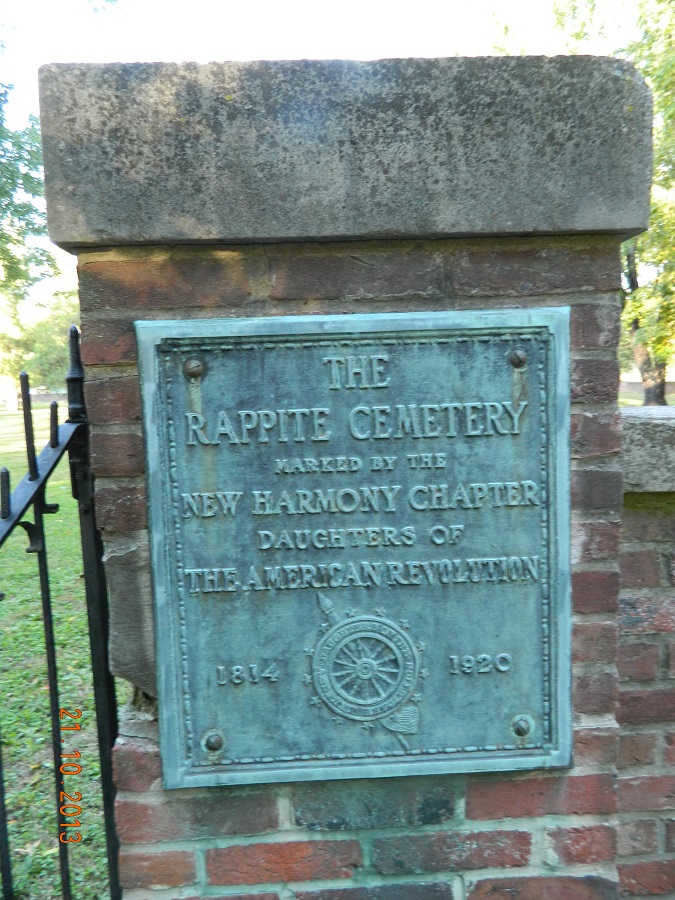 THE
RAPPITE CEMETERY
MARKED BY THE
NEW HARMONY CHAPTER
DAUGHTERS OF
THE AMERICAN REVOLUTION
1814 1920
21 10 2013